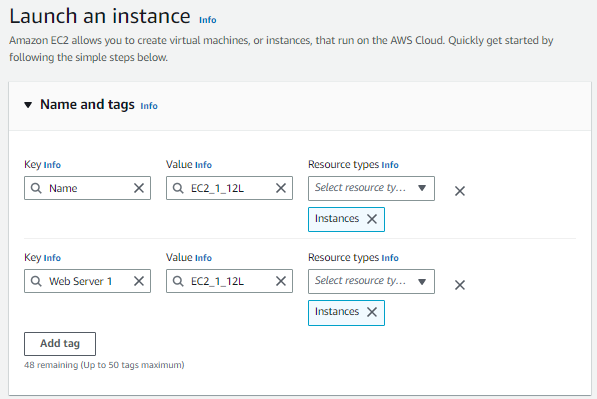 Launch an instance Info
Amazon EC2 allows you to create virtual machines, or instances, that run on the AWS Cloud. Quickly get started by
following the simple steps below.
Name and tags Info
Key Info Value Info Resource types Info
Name EC2_1_12L Select resource ty...
Instances
Key Info Value Info Resource types Info
Web Server 1 EC2_1_12L Select resource ty...
Instances
Add tag
48 remaining (Up to 50 tags maximum)